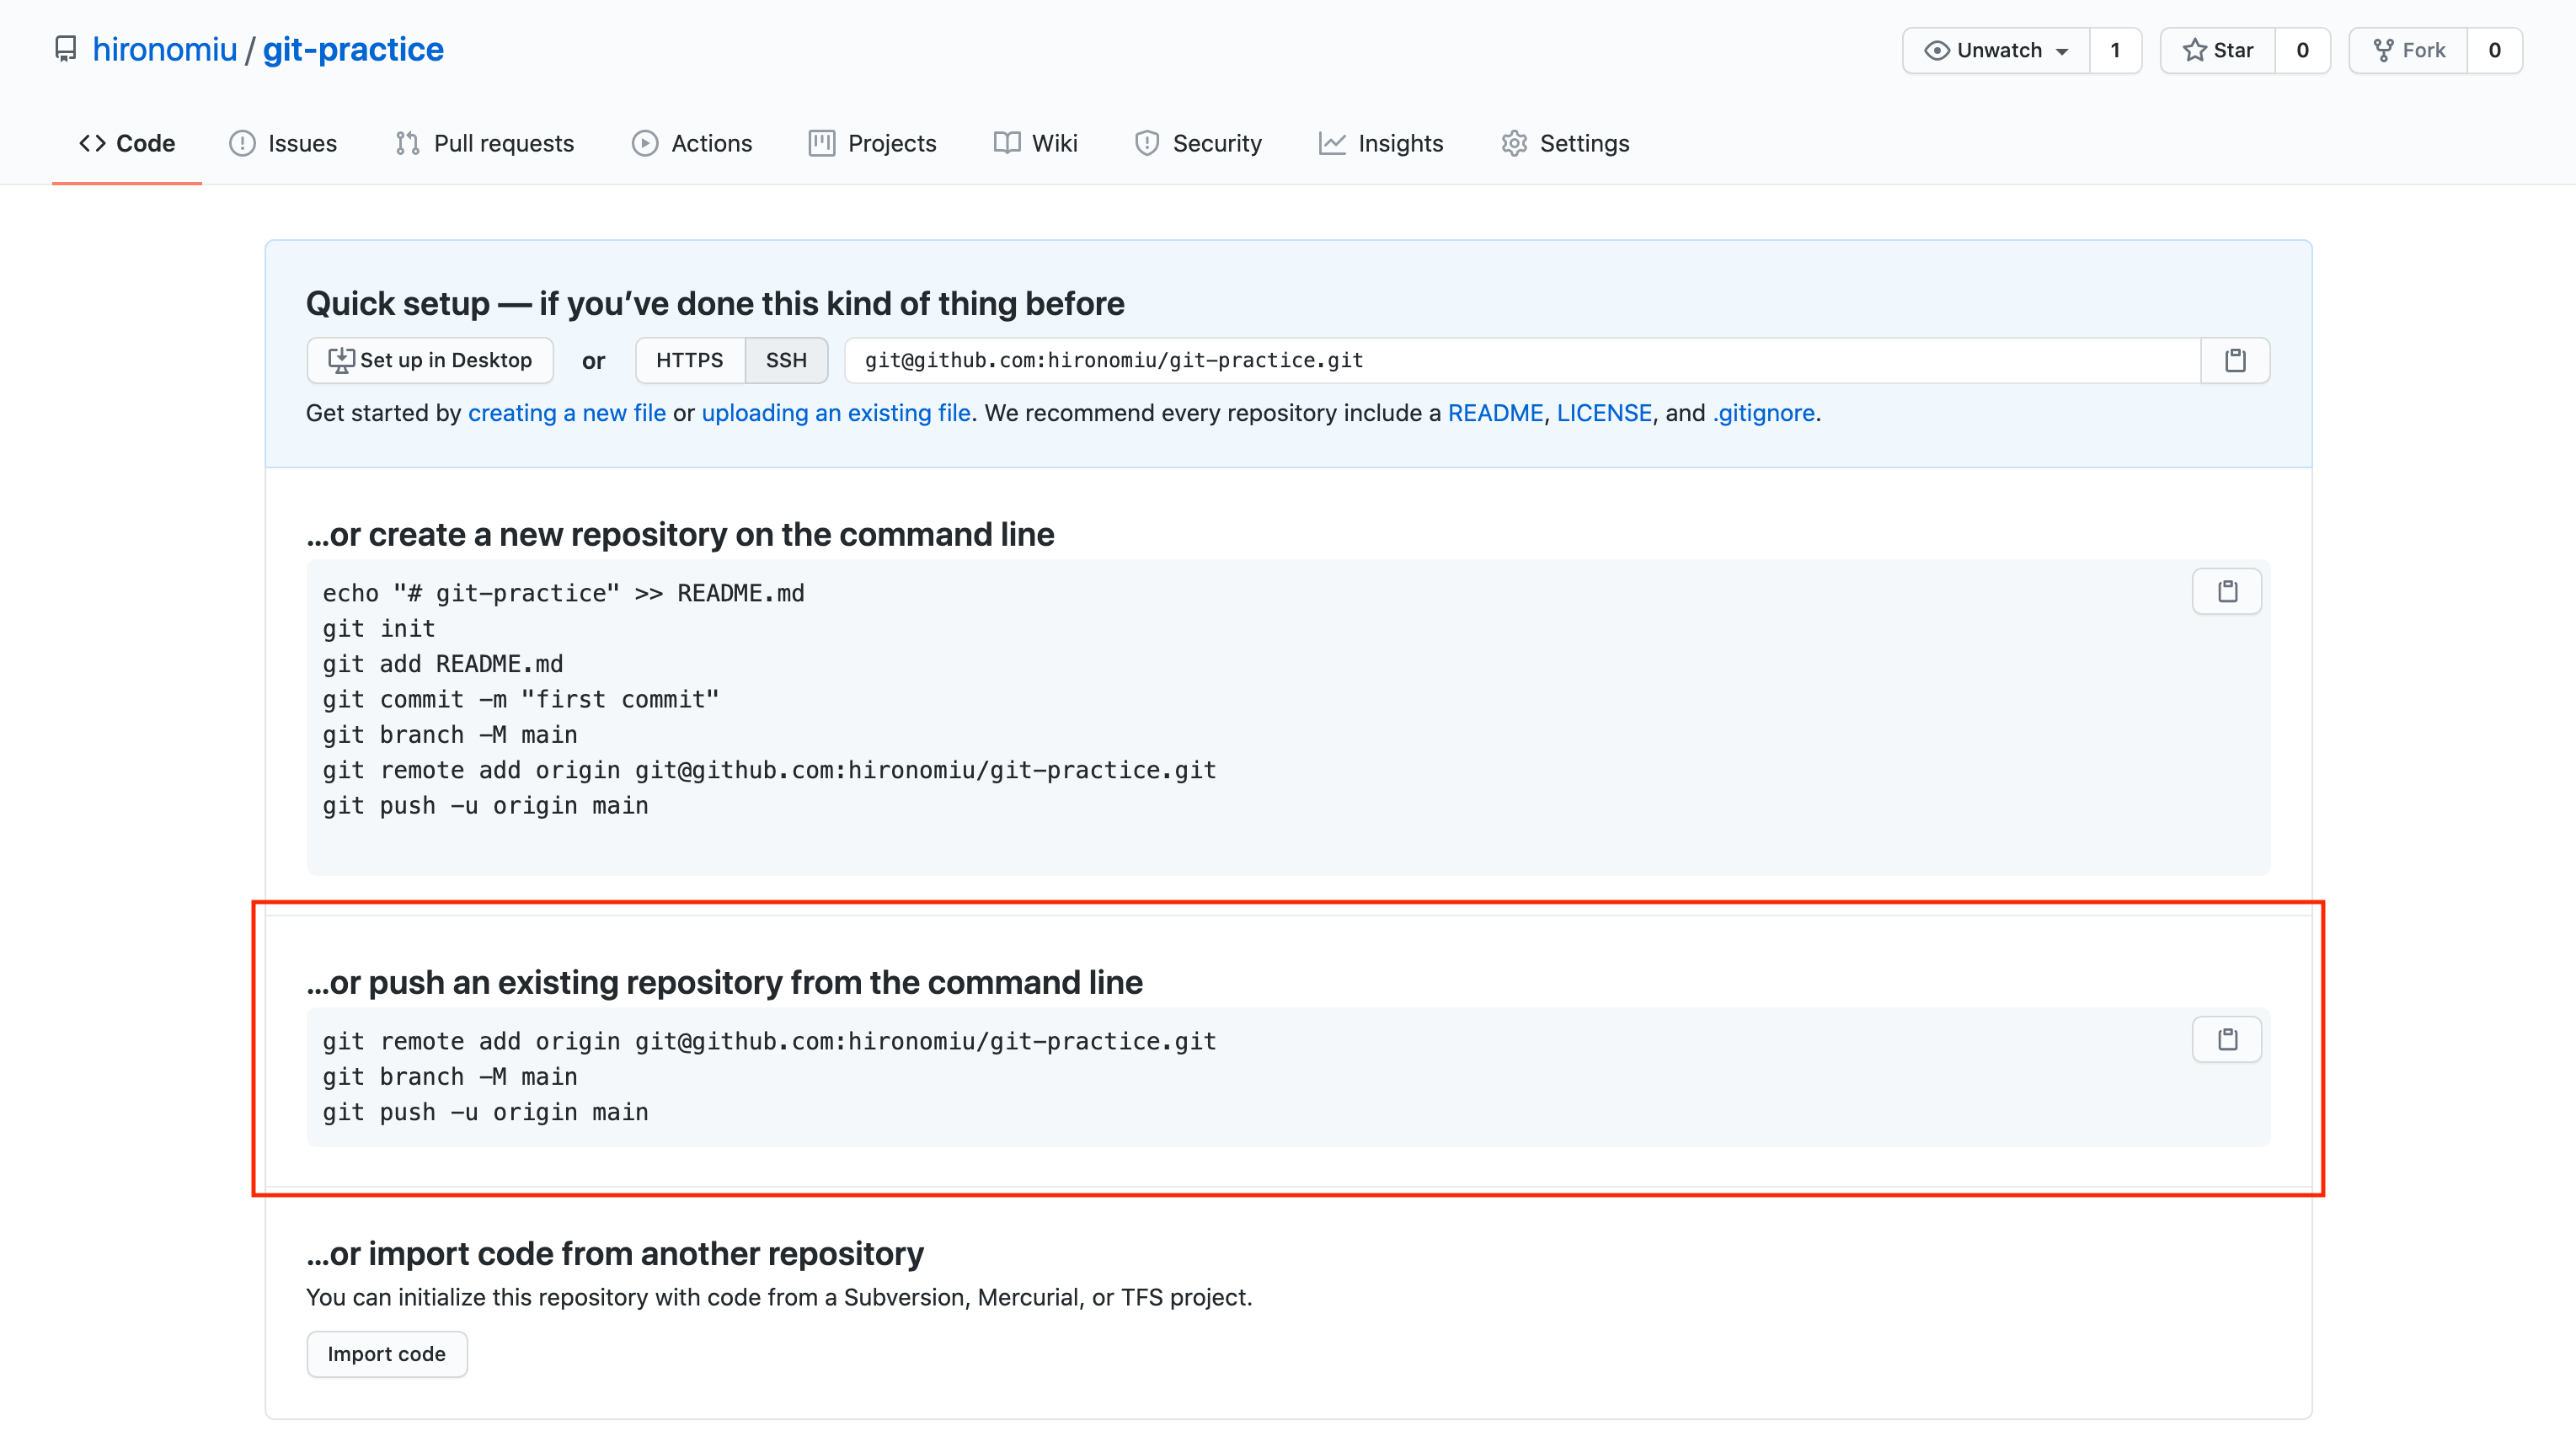 hironomiu / git-practice
Unwatch 1 Star 0 Fork 0
Code Issues Pull requests Actions Projects Wiki Security Insights Settings
Quick setup — if you’ve done this kind of thing before
Set up in Desktop or HTTPS SSH git@github.com:hironomiu/git-practice.git
Get started by creating a new file or uploading an existing file. We recommend every repository include a README, LICENSE, and .gitignore.
…or create a new repository on the command line
echo "# git-practice" >> README.md
git init
git add README.md
git commit -m "first commit"
git branch -M main
git remote add origin git@github.com:hironomiu/git-practice.git
git push -u origin main
…or push an existing repository from the command line
git remote add origin git@github.com:hironomiu/git-practice.git
git branch -M main
git push -u origin main
…or import code from another repository
You can initialize this repository with code from a Subversion, Mercurial, or TFS project.
Import code